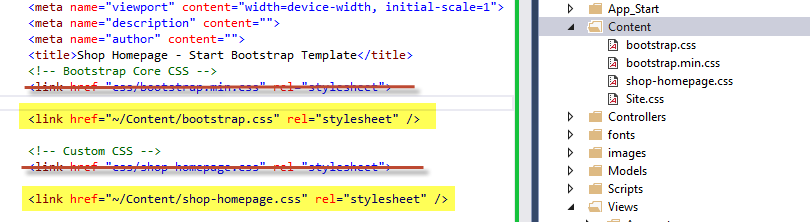 <meta name="viewport" content="width=device-width, initial-scale=1">
<meta name="description" content="">
<meta name="author" content="">
<title>Shop Homepage - Start Bootstrap Template</title>
<!-- Bootstrap Core CSS -->
<link href="css/bootstrap.min.css" rel="stylesheet">
<link href="~/Content/bootstrap.css" rel="stylesheet" />
<!-- Custom CSS -->
<link href="css/shop-homepage.css" rel="stylesheet">
<link href="~/Content/shop-homepage.css" rel="stylesheet" />
App_Start
Content
bootstrap.css
bootstrap.min.css
shop-homepage.css
Site.css
Controllers
fonts
images
Models
Scripts
Views